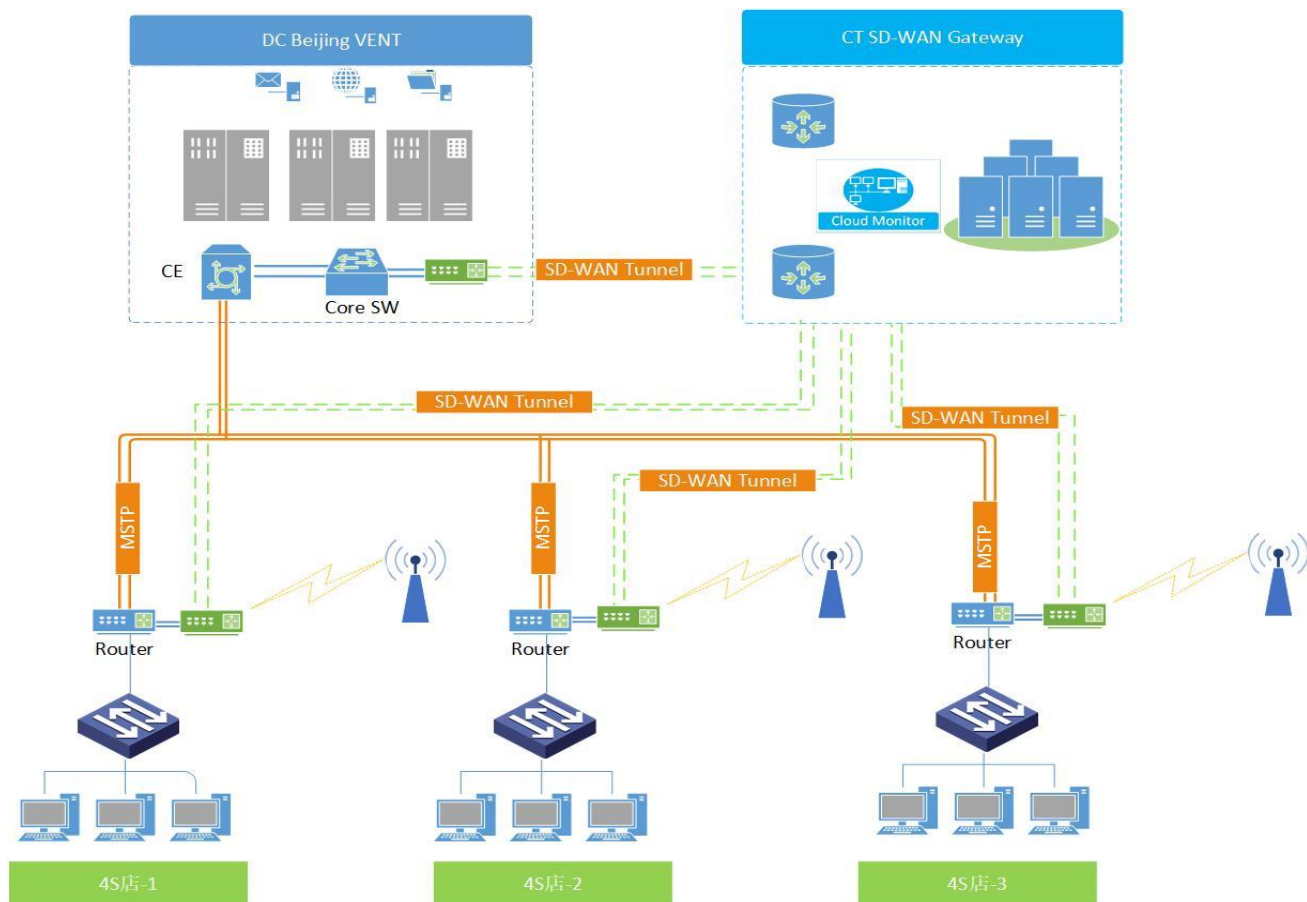 DC Beijing VENT
CT SD-WAN Gateway
Cloud Monitor
CE
SD-WAN Tunnel
Core SW
SD-WAN Tunnel
SD-WAN Tunnel
SD-WAN Tunnel
MSTP
MSTP
MSTP
Router
Router
Router
4S店-1
4S店-2
4S店-3